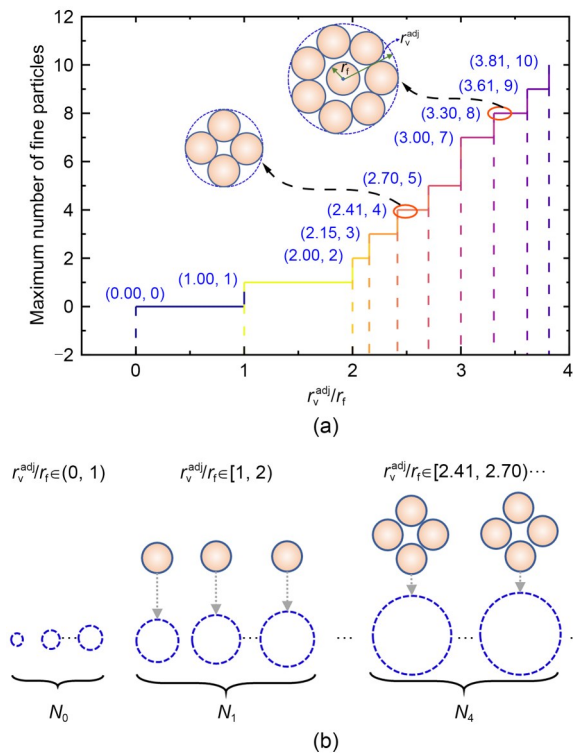 (a)
Maximum number of fine particles
12
10
8
6
4
2
0
−2
(0.00, 0)
(1.00, 1)
(2.00, 2)
(2.15, 3)
(2.41, 4)
(2.70, 5)
(3.00, 7)
(3.30, 8)
(3.61, 9)
(3.81, 10)
r_f
r_v^adj
0 1 2 3 4
r_v^adj/r_f
(a)
r_v^adj/r_f∈(0, 1) r_v^adj/r_f∈[1, 2) r_v^adj/r_f∈[2.41, 2.70)···
··· ··· ··· ··· ··· ·
N_0 N_1 N_4
(b)